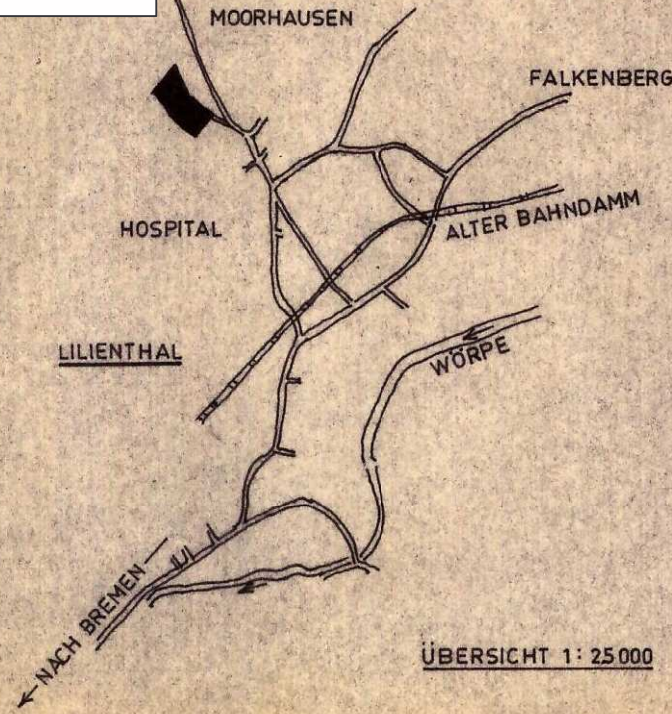 MOORHAUSEN
FALKENBERG
HOSPITAL
ALTER BAHNDAMM
LILIENTHAL
WÖRPE
NACH BREMEN
ÜBERSICHT 1:25000